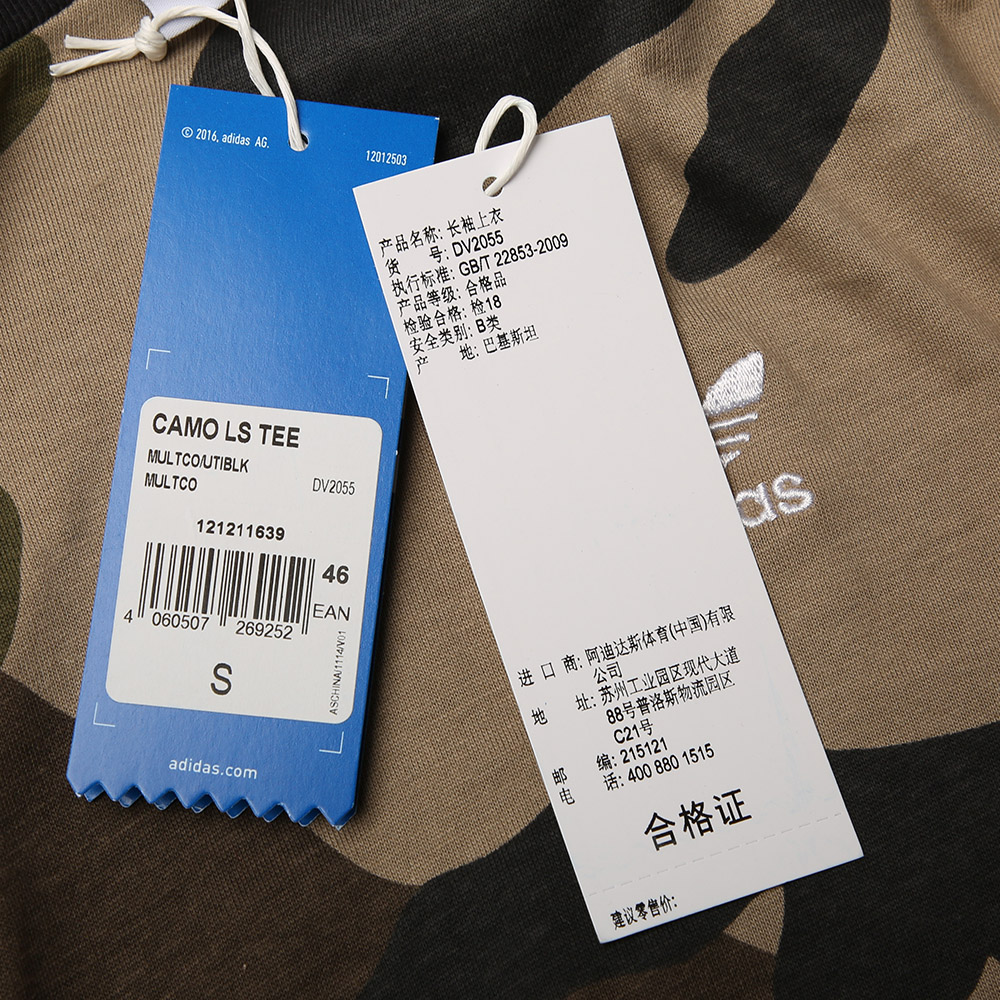 © 2016, adidas AG.
12012503
CAMO LS TEE
MULTCO/UTIBLK
MULTCO
DV2055
121211639
46
EAN
4 060507 269252
S
ASCHINA/1114/V01
adidas.com
产品名称: 长袖上衣
货 号: DV2055
执行标准: GB/T 22853-2009
产品等级: 合格品
检验合格: 检18
安全类别: B类
产 地: 巴基斯坦
进 口 商: 阿迪达斯体育(中国)有限
公司
地 址: 苏州工业园区现代大道
88号普洛斯物流园区
C21号
邮 编: 215121
电 话: 400 880 1515
合格证
建议零售价:
das